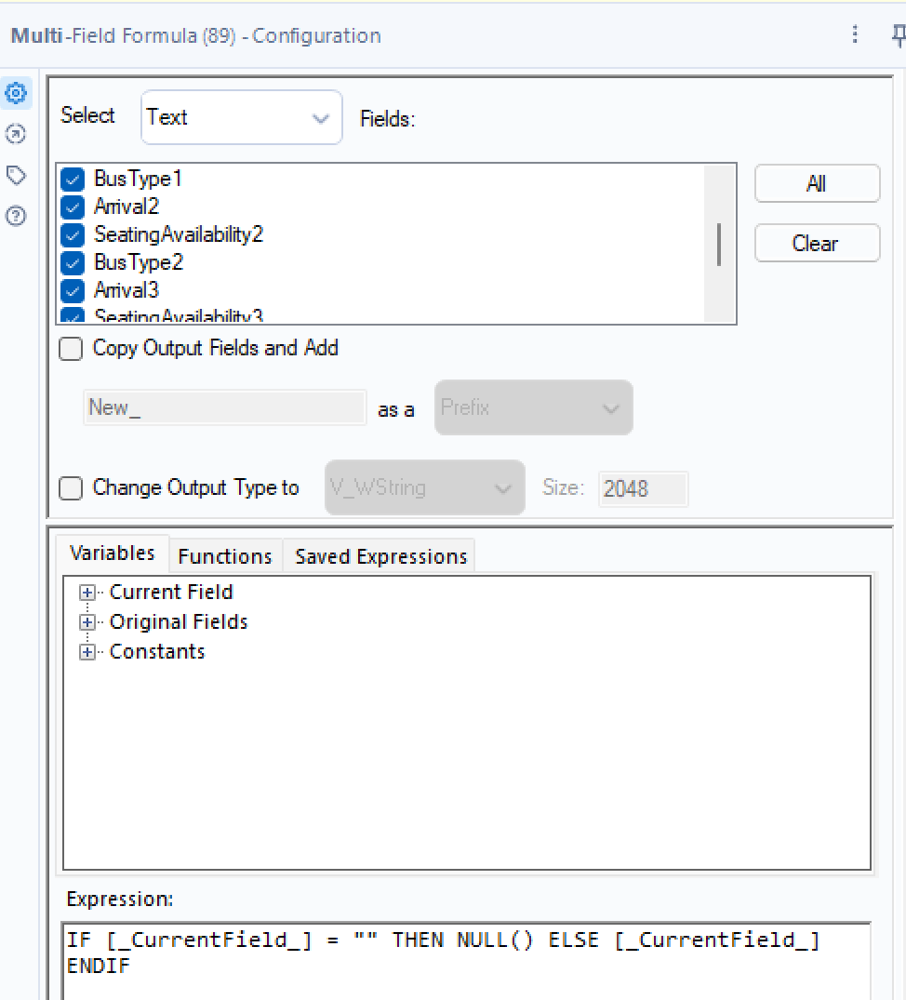 Multi-Field Formula (89) - Configuration
Select Text Fields:
BusType1
Arrival2
SeatingAvailability2
BusType2
Arrival3
SeatingAvailability3
All
Clear
Copy Output Fields and Add
New_ as a Prefix
Change Output Type to V_WString Size: 2048
Variables Functions Saved Expressions
Current Field
Original Fields
Constants
Expression:
IF [_CurrentField_] = "" THEN NULL() ELSE [_CurrentField_]
ENDIF